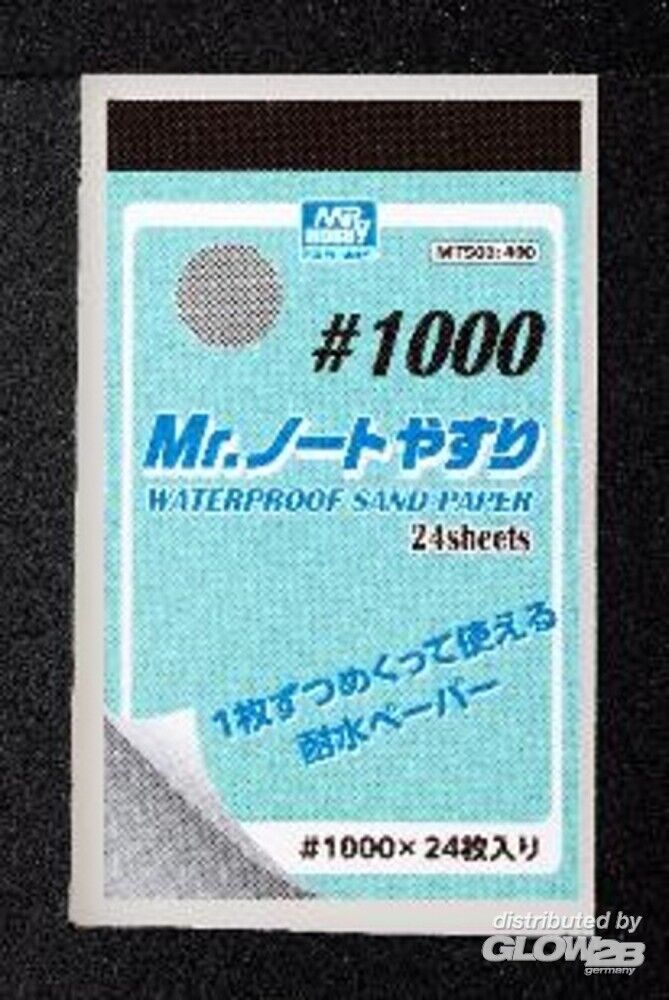 Mr.
HOBBY
#1000
Mr.ノートやすり
WATERPROOF SAND PAPER
24sheets
1枚ずつめくって使える
耐水ペーパー
#1000×24枚入り
distributed by
GLOW2B
germany